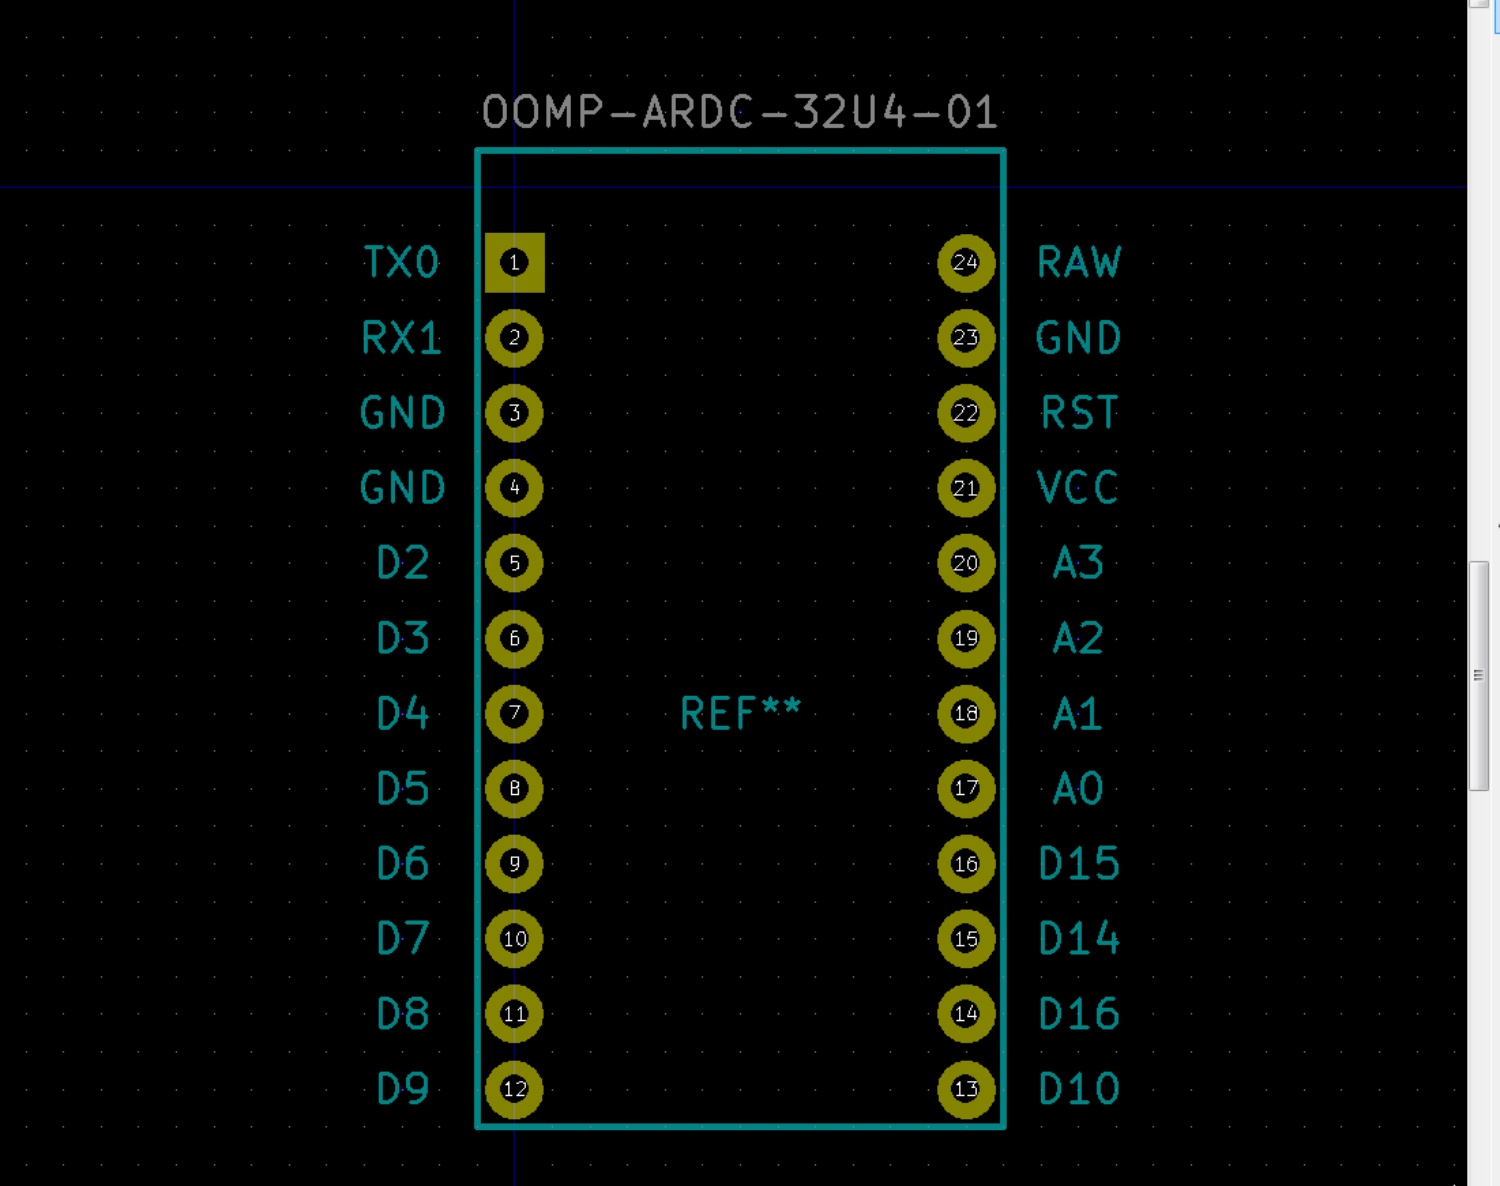 OOMP-ARDC-32U4-01
TX0 1 24 RAW
RX1 2 23 GND
GND 3 22 RST
GND 4 21 VCC
D2 5 20 A3
D3 6 19 A2
D4 7 REF** 18 A1
D5 8 17 A0
D6 9 16 D15
D7 10 15 D14
D8 11 14 D16
D9 12 13 D10